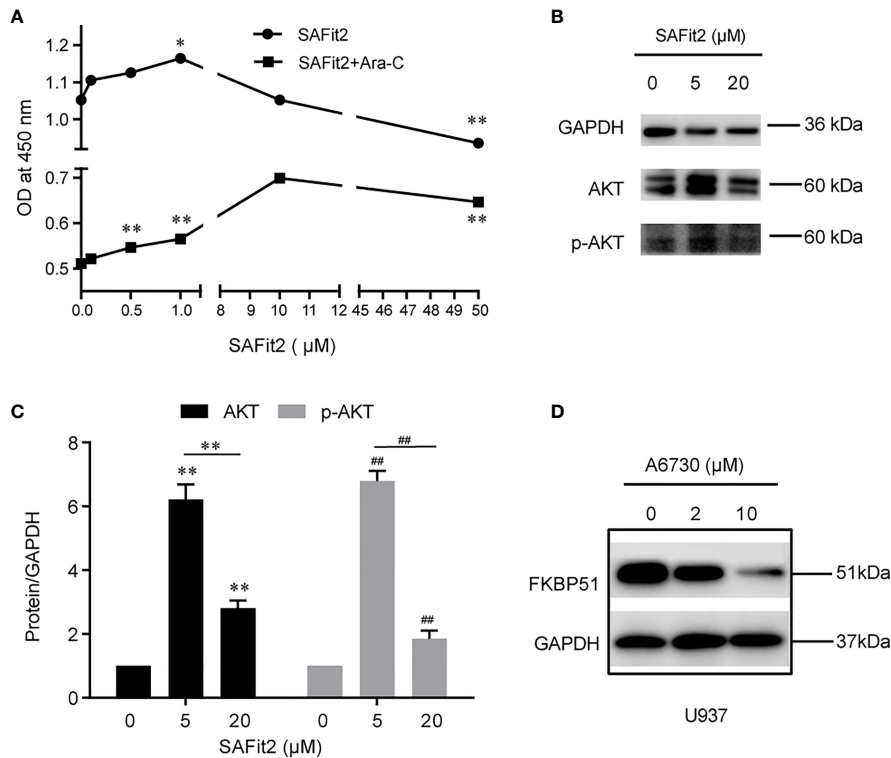 A
SAFit2
SAFit2+Ara-C
OD at 450 nm
1.2
1.1
1.0
0.7
0.6
0.5
*
**
** **
**
0.0 0.5 1.0 8 9 10 11 12 45 46 47 48 49 50
SAFit2 ( µM)
B
SAFit2 (µM)
0 5 20
GAPDH 36 kDa
AKT 60 kDa
p-AKT 60 kDa
C
AKT p-AKT
Protein/GAPDH
8
6
4
2
0
**
**
**
##
##
##
0 5 20 0 5 20
SAFit2 (µM)
D
A6730 (µM)
0 2 10
FKBP51 51kDa
GAPDH 37kDa
U937